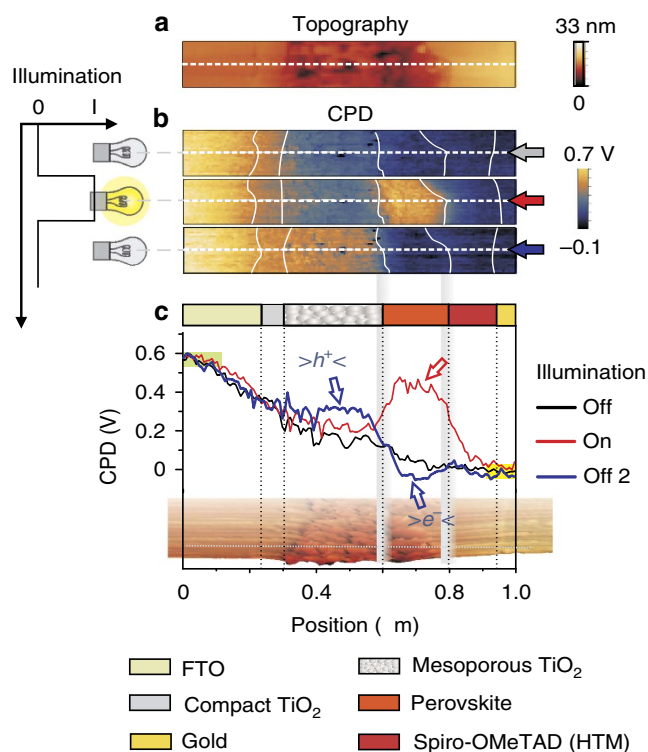 a
Topography
33 nm
0
Illumination
0 I
b
CPD
0.7 V
–0.1
c
>h+<
>e–<
CPD (V)
0.6
0.4
0.2
0
0 0.4 0.8 1.0
Position ( m)
Illumination
Off
On
Off 2
FTO
Mesoporous TiO2
Compact TiO2
Perovskite
Gold
Spiro-OMeTAD (HTM)